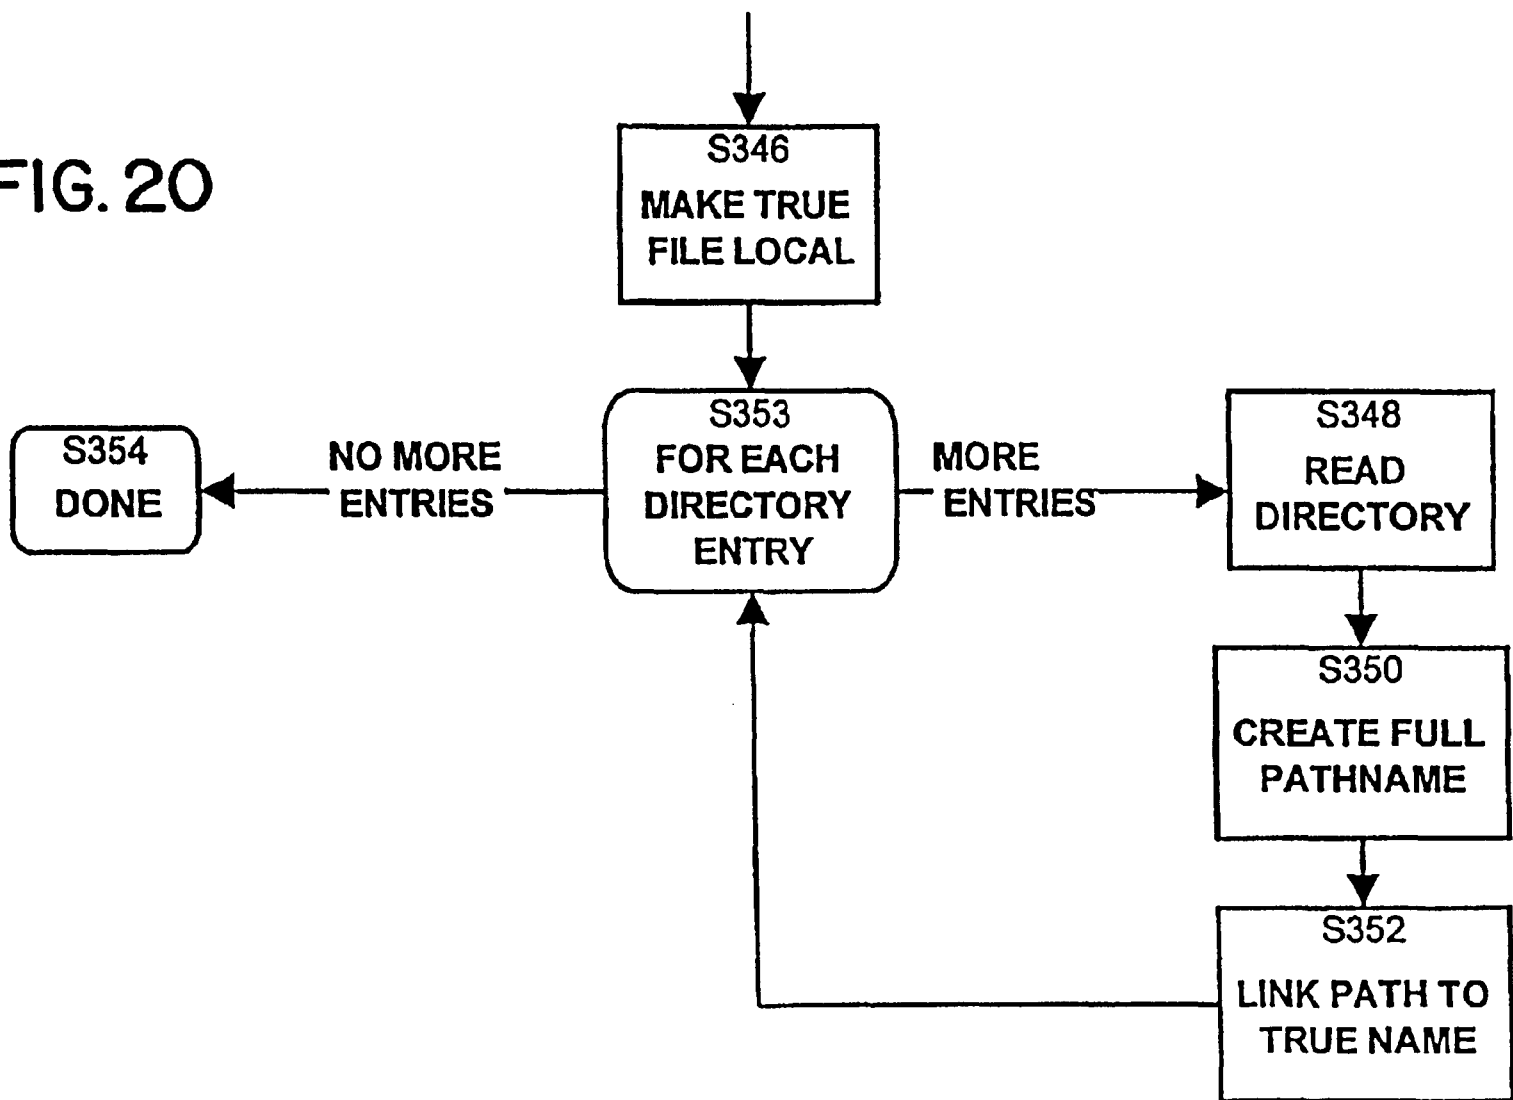 FIG. 20
S346
MAKE TRUE
FILE LOCAL
S353
FOR EACH
DIRECTORY
ENTRY
S354
DONE
NO MORE
ENTRIES
MORE
ENTRIES
S348
READ
DIRECTORY
S350
CREATE FULL
PATHNAME
S352
LINK PATH TO
TRUE NAME